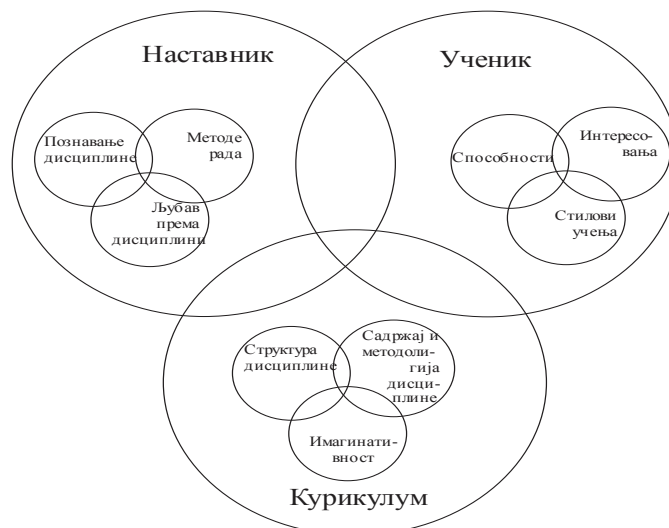 Наставник
Познавање
дисциплине
Методе
рада
Љубав
према
дисциплини
Ученик
Способности
Интересо-
вања
Стилови
учења
Структура
дисциплине
Садржај и
методоли-
гија
дисци-
плине
Имагинати-
вност
Курикулум